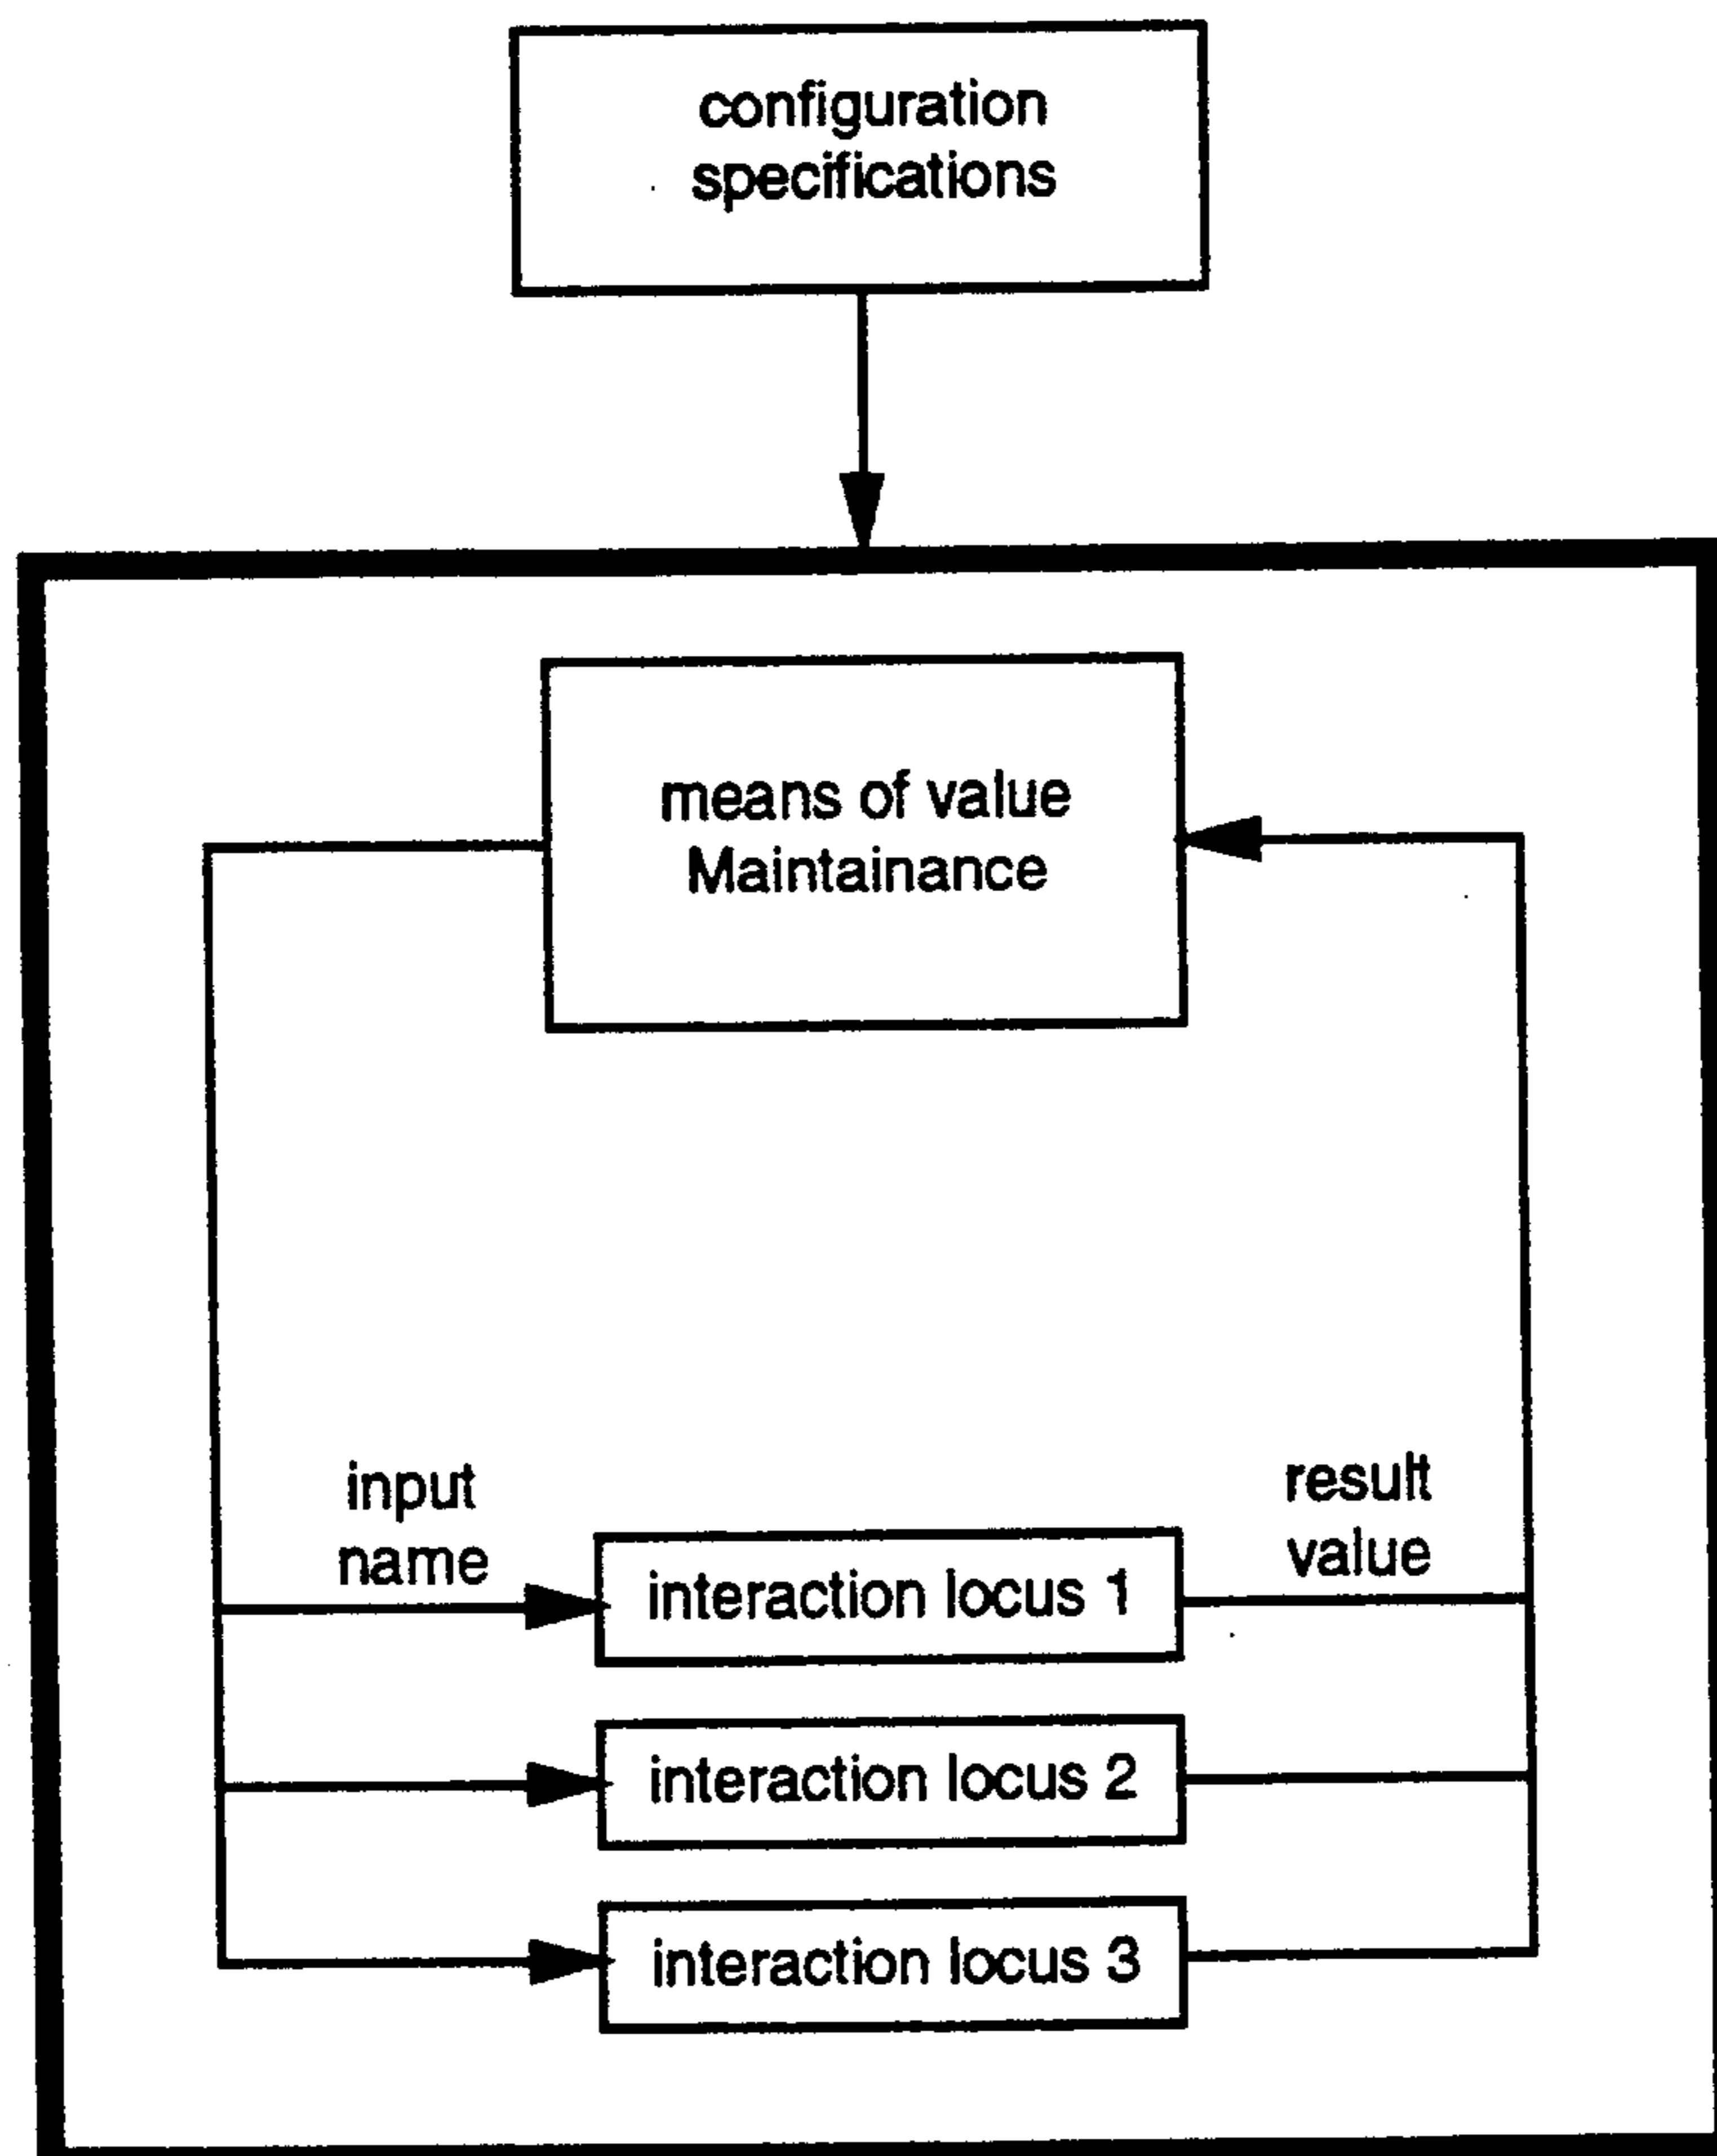 configuration
specifications
means of value
Maintainance
input
name
result
value
interaction locus 1
interaction locus 2
interaction locus 3